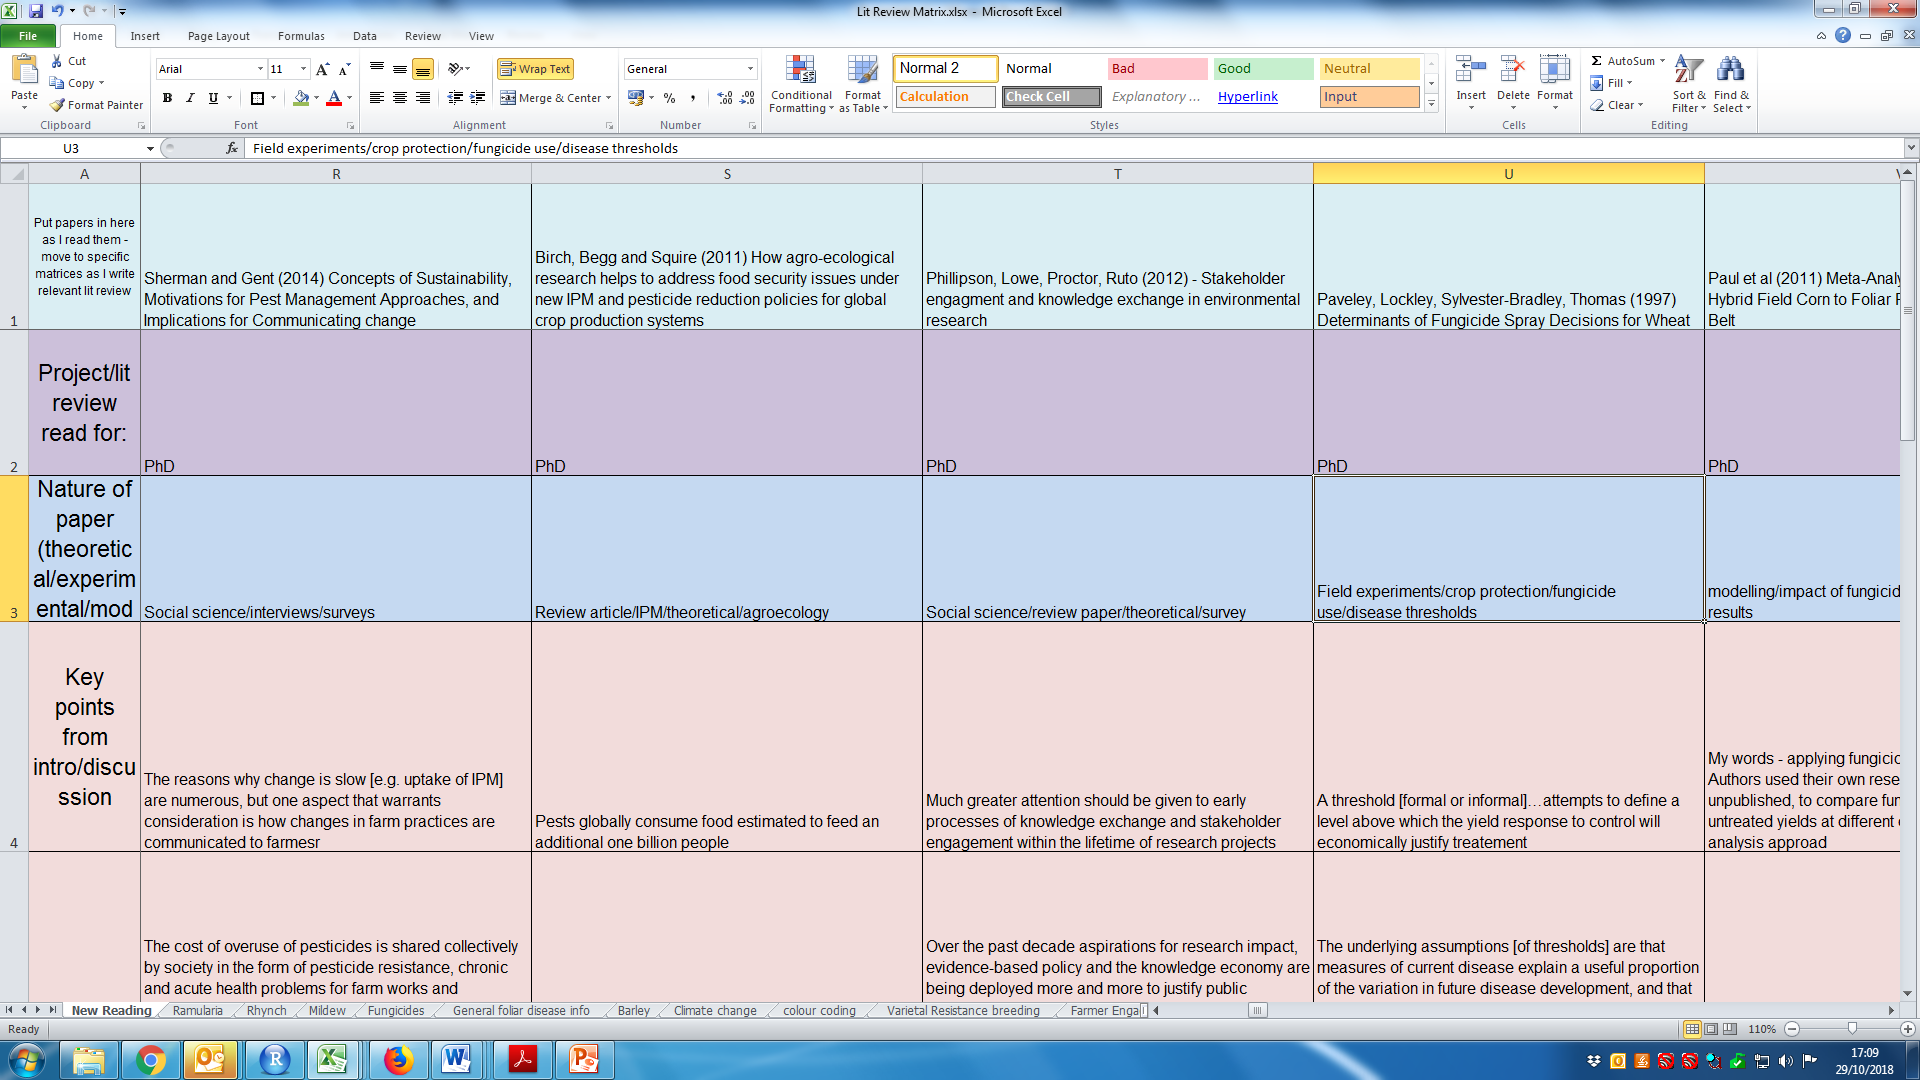 Lit Review Matrix.xlsx - Microsoft Excel
File Home Insert Page Layout Formulas Data Review View
Paste
Cut
Copy
Format Painter
Clipboard
Arial 11
B I U
Font
Wrap Text
Merge & Center
Alignment
General
Number
Conditional Formatting
Format as Table
Normal 2 Normal Bad Good Neutral
Calculation Check Cell Explanatory ... Hyperlink Input
Styles
Insert Delete Format
Cells
AutoSum
Fill
Clear
Sort & Filter
Find & Select
Editing
U3 fx Field experiments/crop protection/fungicide use/disease thresholds
A R S T U
1
Put papers in here
as I read them -
move to specific
matrices as I write
relevant lit review
Sherman and Gent (2014) Concepts of Sustainability,
Motivations for Pest Management Approaches, and
Implications for Communicating change
Birch, Begg and Squire (2011) How agro-ecological
research helps to address food security issues under
new IPM and pesticide reduction policies for global
crop production systems
Phillipson, Lowe, Proctor, Ruto (2012) - Stakeholder
engagment and knowledge exchange in environmental
research
Paveley, Lockley, Sylvester-Bradley, Thomas (1997)
Determinants of Fungicide Spray Decisions for Wheat
Paul et al (2011) Meta-Analy
Hybrid Field Corn to Foliar
Belt
2
Project/lit
review
read for:
PhD
PhD
PhD
PhD
PhD
3
Nature of
paper
(theoretic
al/experim
ental/mod
Social science/interviews/surveys
Review article/IPM/theoretical/agroecology
Social science/review paper/theoretical/survey
Field experiments/crop protection/fungicide
use/disease thresholds
modelling/impact of fungicid
results
4
Key
points
from
intro/discu
ssion
The reasons why change is slow [e.g. uptake of IPM]
are numerous, but one aspect that warrants
consideration is how changes in farm practices are
communicated to farmesr
Pests globally consume food estimated to feed an
additional one billion people
Much greater attention should be given to early
processes of knowledge exchange and stakeholder
engagement within the lifetime of research projects
A threshold [formal or informal]…attempts to define a
level above which the yield response to control will
economically justify treatement
My words - applying fungicid
Authors used their own rese
unpublished, to compare fun
untreated yields at different
analysis approad
The cost of overuse of pesticides is shared collectively
by society in the form of pesticide resistance, chronic
and acute health problems for farm works and
Over the past decade aspirations for research impact,
evidence-based policy and the knowledge economy are
being deployed more and more to justify public
The underlying assumptions [of thresholds] are that
measures of current disease explain a useful proportion
of the variation in future disease development, and that
New Reading Ramularia Rhynch Mildew Fungicides General foliar disease info Barley Climate change colour coding Varietal Resistance breeding Farmer Enga
Ready 110%
17:09
29/10/2018